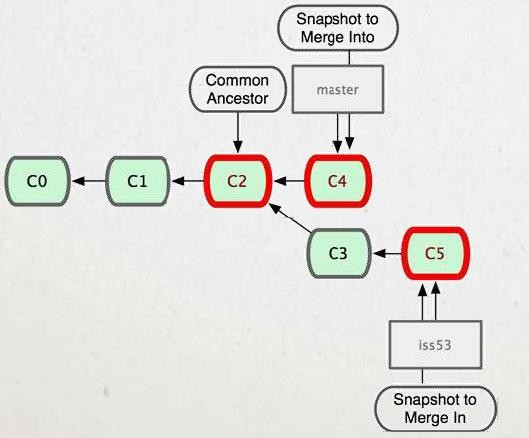 Snapshot to
Merge Into
Common
Ancestor
master
C0
C1
C2
C4
C3
C5
iss53
Snapshot to
Merge In